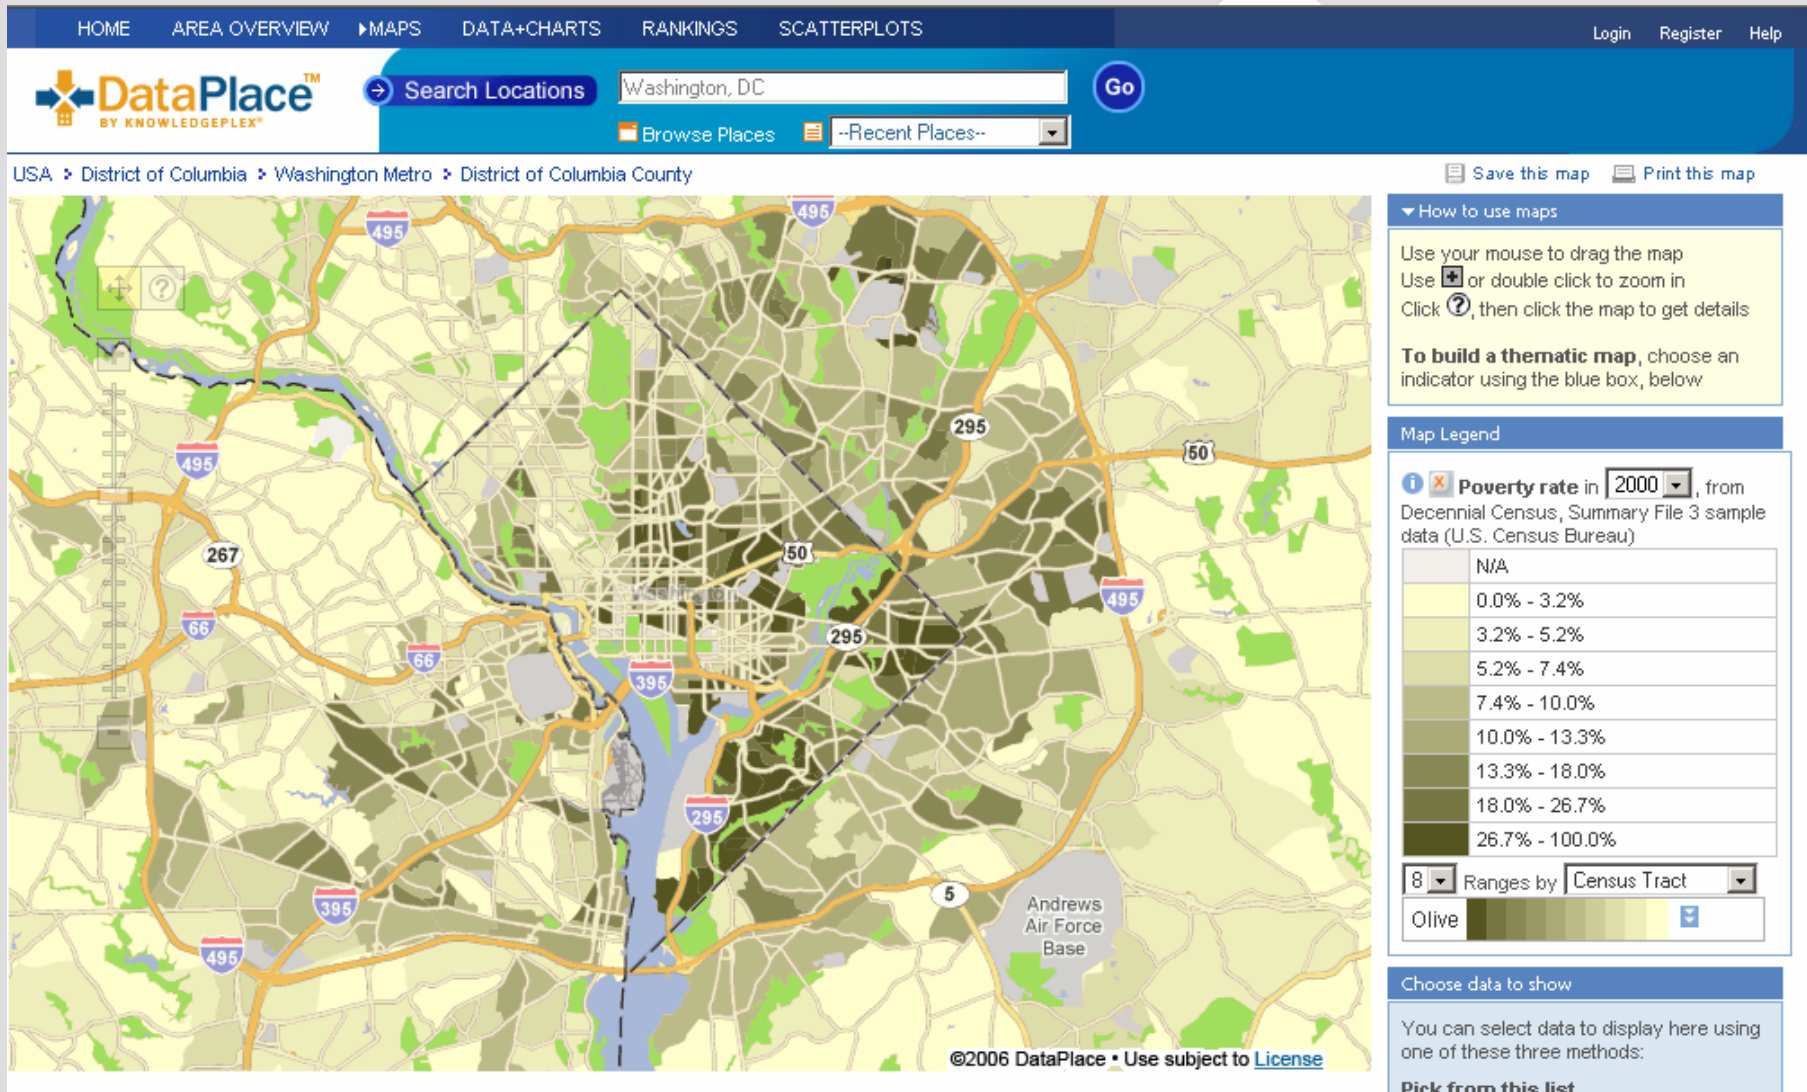 HOME AREA OVERVIEW MAPS DATA+CHARTS RANKINGS SCATTERPLOTS
Login Register Help
DataPlace™
BY KNOWLEDGEPLEX®
Search Locations
Washington, DC
Go
Browse Places
--Recent Places--
USA > District of Columbia > Washington Metro > District of Columbia County
Save this map
Print this map
495
495
495
267
66
66
295
50
50
Washington
295
495
395
295
395
495
5
Andrews
Air Force
Base
©2006 DataPlace • Use subject to License
How to use maps
Use your mouse to drag the map
Use + or double click to zoom in
Click ?, then click the map to get details
To build a thematic map, choose an
indicator using the blue box, below
Map Legend
Poverty rate in 2000, from
Decennial Census, Summary File 3 sample
data (U.S. Census Bureau)
N/A
0.0% - 3.2%
3.2% - 5.2%
5.2% - 7.4%
7.4% - 10.0%
10.0% - 13.3%
13.3% - 18.0%
18.0% - 26.7%
26.7% - 100.0%
8 Ranges by Census Tract
Olive
Choose data to show
You can select data to display here using
one of these three methods:
Pick from this list